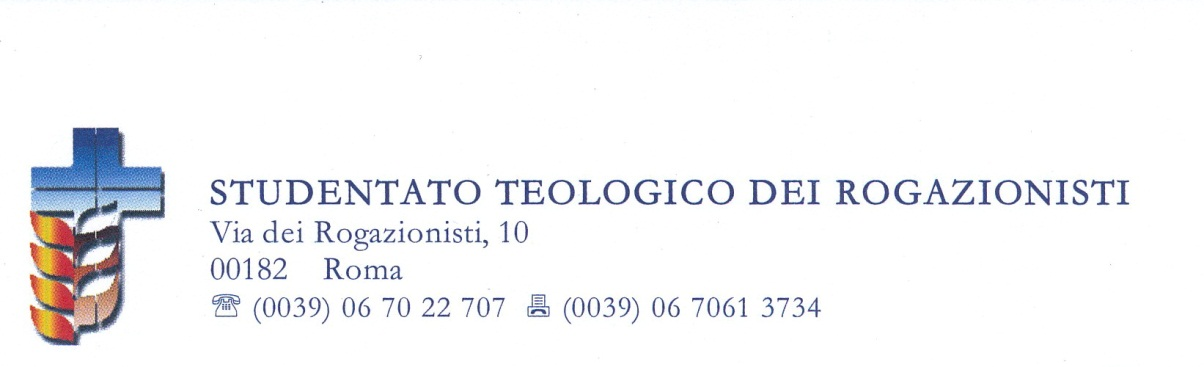 STUDENTATO TEOLOGICO DEI ROGAZIONISTI
Via dei Rogazionisti, 10
00182 Roma
☏ (0039) 06 70 22 707 🖷 (0039) 06 7061 3734